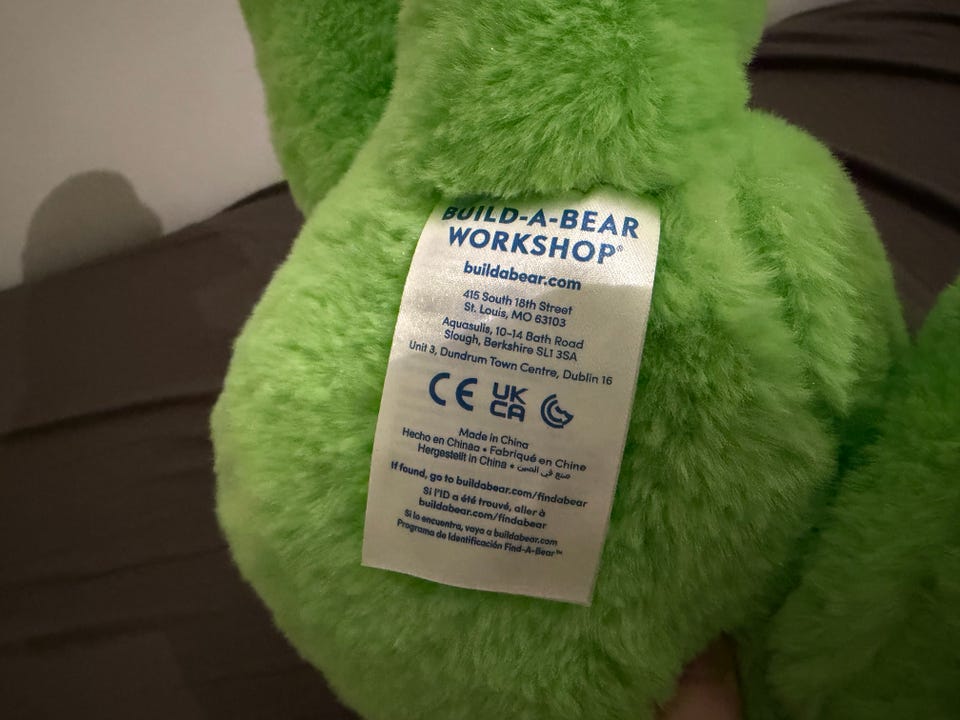 BUILD-A-BEAR
WORKSHOP®
buildabear.com
415 South 18th Street
St. Louis, MO 63103
Aquasulis, 10-14 Bath Road
Slough, Berkshire SL1 3SA
Unit 3, Dundrum Town Centre, Dublin 16
CE UK
CA
Made in China
Hecho en Chinaa • Fabriqué en Chine
Hergestellt in China • صنع في الصين
If found, go to buildabear.com/findabear
Si l'ID a été trouvé, aller à
buildabear.com/findabear
Si lo encuentra, vaya a buildabear.com
Programa de Identificación Find-A-Bear™